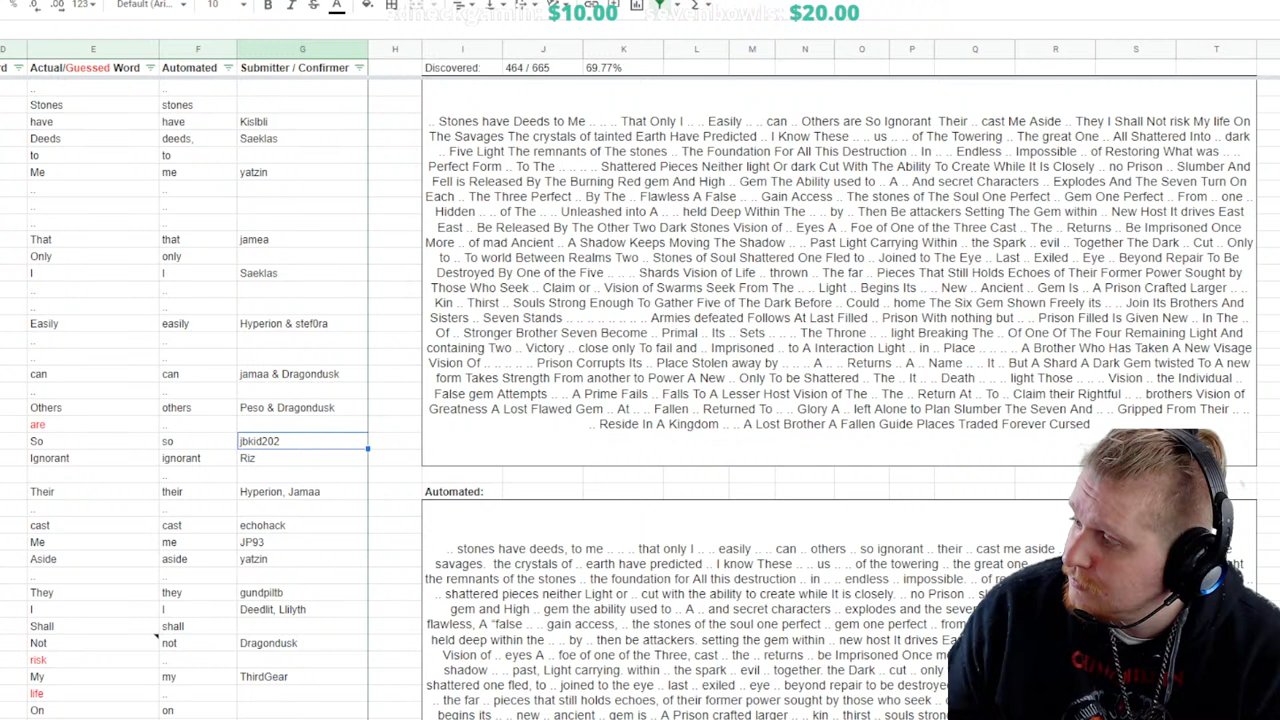 $10.00 $20.00
% .0 .00 123 Default (Ari... 10 B I S A
D E F G H I J K L M N O P Q R S T
rd Actual/Guessed Word Automated Submitter / Confirmer Discovered: 464 / 665 69.77%
.. ..
Stones stones
have have Kislbli
Deeds deeds, Saeklas
to to
Me me yatzin
.. ..
.. ..
.. ..
That that jamea
Only only
I I Saeklas
.. ..
.. ..
Easily easily Hyperion & stef0ra
.. ..
.. ..
can can jamaa & Dragondusk
.. ..
Others others Peso & Dragondusk
are ..
So so jbkid202
Ignorant ignorant Riz
..
Their their Hyperion, Jamaa
.. ..
cast cast echohack
Me me JP93
Aside aside yatzin
.. ..
They they gundpiltb
I I Deedlit, Llilyth
Shall shall
Not not Dragondusk
risk ..
My my ThirdGear
life ..
On on
.. Stones have Deeds to Me .. .. .. That Only I .. .. Easily .. .. can .. Others are So Ignorant Their .. cast Me Aside .. They I Shall Not risk My life On
The Savages The crystals of tainted Earth Have Predicted .. I Know These .. .. us .. .. of The Towering .. The great One .. All Shattered Into .. dark
.. Five Light The remnants of The stones .. The Foundation For All This Destruction .. In .. .. Endless .. Impossible .. of Restoring What was .. ..
Perfect Form .. To The .. .. .. .. Shattered Pieces Neither light Or dark Cut With The Ability To Create While It Is Closely .. no Prison .. Slumber And
Fell is Released By The Burning Red gem And High .. Gem The Ability used to .. A .. And secret Characters .. Explodes And The Seven Turn On
Each .. The Three Perfect .. By The .. Flawless A False .. .. Gain Access .. The stones of The Soul One Perfect .. Gem One Perfect .. From .. one ..
Hidden .. .. of The .. .. Unleashed into A .. .. held Deep Within The .. .. by .. Then Be attackers Setting The Gem within .. New Host It drives East
East .. Be Released By The Other Two Dark Stones Vision of .. Eyes A .. Foe of One of the Three Cast .. The .. Returns .. Be Imprisoned Once
More .. of mad Ancient .. A Shadow Keeps Moving The Shadow .. .. Past Light Carrying Within .. the Spark .. evil .. Together The Dark .. Cut .. Only
to .. To world Between Realms Two .. Stones of Soul Shattered One Fled to .. Joined to The Eye .. Last .. Exiled .. Eye .. Beyond Repair To Be
Destroyed By One of the Five .. .. Shards Vision of Life .. thrown .. The far .. Pieces That Still Holds Echoes of Their Former Power Sought by
Those Who Seek .. Claim or .. Vision of Swarms Seek From The .. .. Light .. Begins Its .. New .. Ancient .. Gem Is .. A Prison Crafted Larger ..
Kin .. Thirst .. Souls Strong Enough To Gather Five of The Dark Before .. Could .. home The Six Gem Shown Freely its .. Join Its Brothers And
Sisters .. Seven Stands .. .. .. .. .. .. .. .. Armies defeated Follows At Last Filled .. Prison With nothing but .. .. Prison Filled Is Given New .. In The ..
Of .. Stronger Brother Seven Become .. Primal .. Its .. Sets .. .. The Throne .. .. light Breaking The .. Of One Of The Four Remaining Light And
containing Two .. Victory .. close only To fail and .. Imprisoned .. to A Interaction Light .. in .. Place .. .. .. .. A Brother Who Has Taken A New Visage
Vision Of .. .. .. Prison Corrupts Its .. Place Stolen away by .. .. A .. .. Returns .. A .. Name .. .. It .. But A Shard A Dark Gem twisted To A new
form Takes Strength From another to Power A New .. Only To be Shattered .. The .. It .. Death .. .. light Those .. .. Vision .. the Individual ..
False gem Attempts .. .. A Prime Fails .. Falls To A Lesser Host Vision of The .. The .. Return At .. To .. Claim their Rightful .. .. brothers Vision of
Greatness A Lost Flawed Gem .. At .. .. Fallen .. Returned To .. Glory A .. left Alone to Plan Slumber The Seven And .. .. Gripped From Their .. ..
.. Reside In A Kingdom .. .. A Lost Brother A Fallen Guide Places Traded Forever Cursed
Automated:
.. stones have deeds, to me .. .. .. that only I .. .. easily .. .. can .. others .. so ignorant .. their .. cast me aside
savages. the crystals of .. earth have predicted .. I know These .. .. us .. .. of the towering .. the great one
the remnants of the stones .. the foundation for All this destruction .. in .. .. endless .. impossible.
.. shattered pieces neither Light or .. cut with the ability to create while it is closely. .. no Prison
gem and High .. gem the ability used to .. A .. and secret characters .. explodes and the
flawless, A "false .. .. gain access, .. the stones of the soul one perfect .. gem one perfect ..
held deep within the .. .. by .. then be attackers. setting the gem within .. new host it drives
Vision of .. eyes A .. foe of one of the Three, cast .. the .. returns .. be Imprisoned Once
shadow .. .. past, Light carrying. within .. the spark .. evil .. together. the Dark .. cut .. only
shattered one fled, to .. joined to the eye .. last .. exiled .. eye .. beyond repair to be
.. the far .. pieces that still holds echoes, of their former power sought by those who seek ..
begins its .. new .. ancient .. gem is .. A Prison crafted larger .. kin .. thirst .. souls